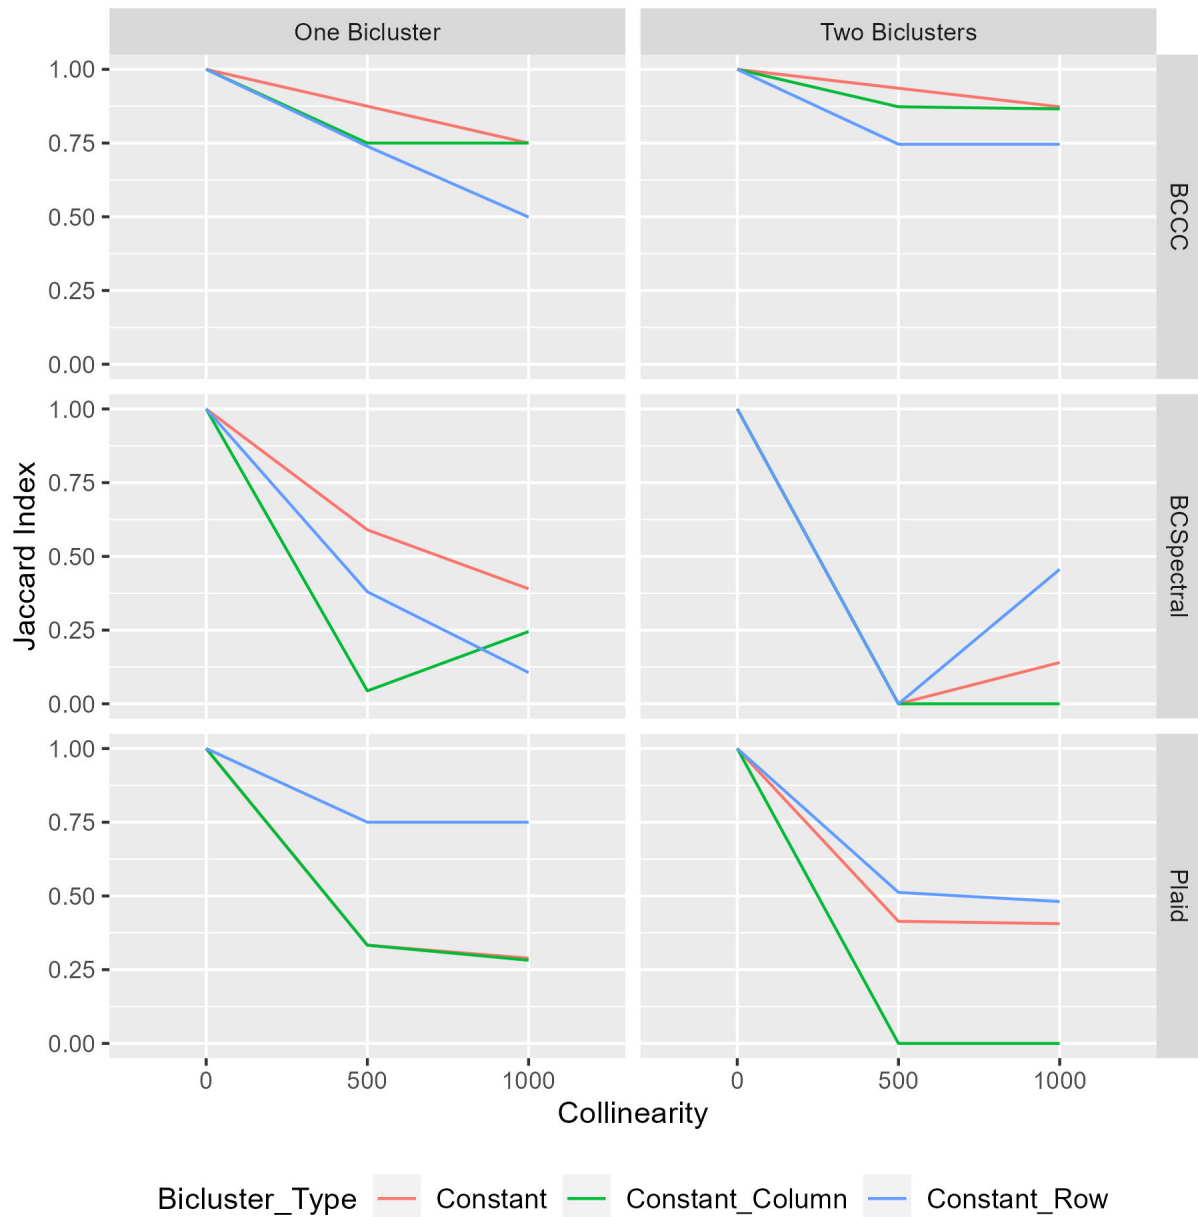 One Bicluster
Two Biclusters
1.00
0.75
0.50
0.25
0.00
BCCC
1.00
0.75
0.50
0.25
0.00
BCSpectral
1.00
0.75
0.50
0.25
0.00
Plaid
Jaccard Index
0 500 1000
0 500 1000
Collinearity
Bicluster_Type Constant Constant_Column Constant_Row